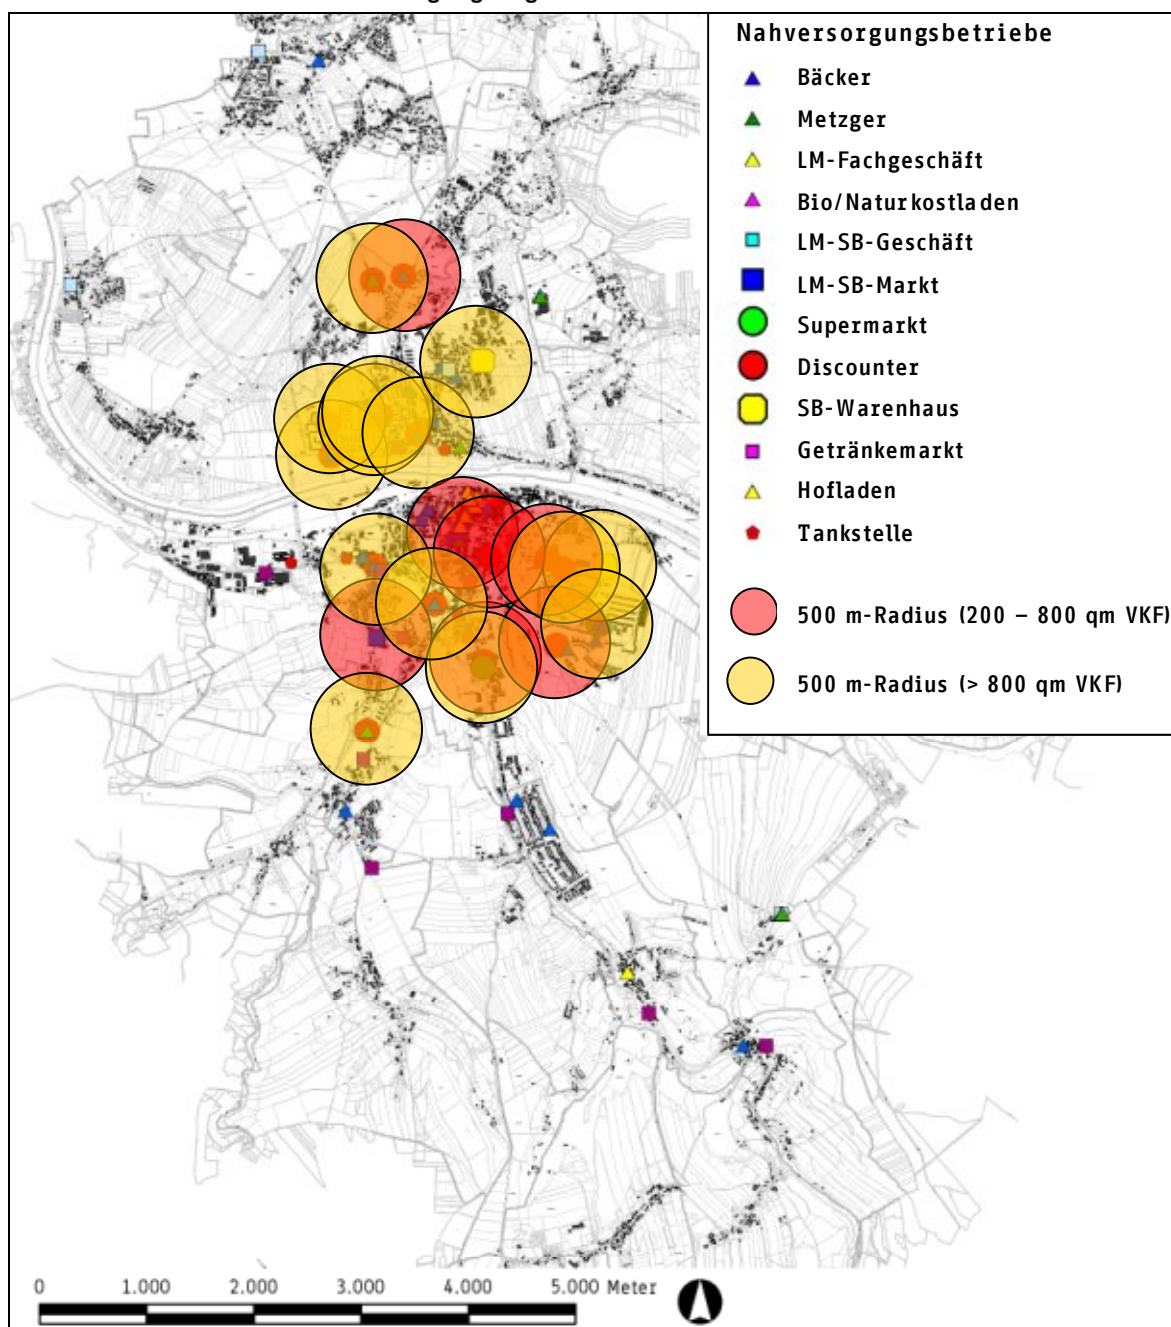 Nahversorgungsbetriebe
Bäcker
Metzger
LM-Fachgeschäft
Bio/Naturkostladen
LM-SB-Geschäft
LM-SB-Markt
Supermarkt
Discounter
SB-Warenhaus
Getränkemarkt
Hofladen
Tankstelle
500 m-Radius (200 – 800 qm VKF)
500 m-Radius (> 800 qm VKF)
0 1.000 2.000 3.000 4.000 5.000 Meter